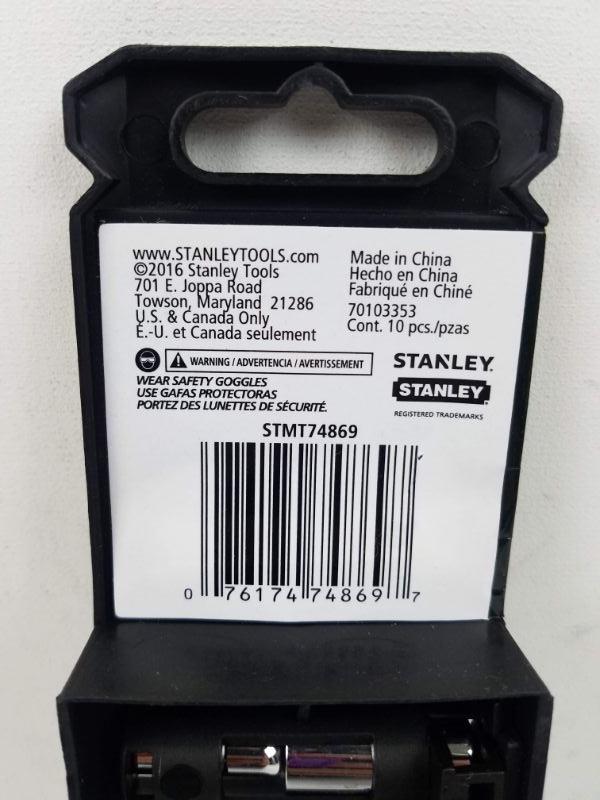 www.STANLEYTOOLS.com
©2016 Stanley Tools
701 E. Joppa Road
Towson, Maryland 21286
U.S. & Canada Only
É.-U. et Canada seulement
Made in China
Hecho en China
Fabriqué en Chiné
70103353
Cont. 10 pcs./pzas
WARNING / ADVERTENCIA / AVERTISSEMENT
WEAR SAFETY GOGGLES
USE GAFAS PROTECTORAS
PORTEZ DES LUNETTES DE SÉCURITÉ.
STANLEY.
STANLEY
REGISTERED TRADEMARKS
STMT74869
0 76174 74869 7